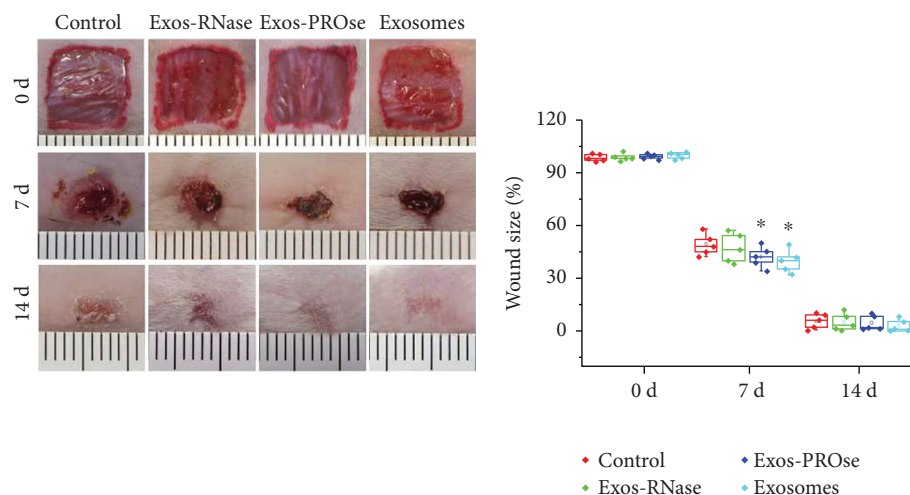 Control Exos-RNase Exos-PROse Exosomes
0 d
7 d
14 d
Wound size (%)
120
90
60
30
0
* *
0 d 7 d 14 d
Control Exos-PROse
Exos-RNase Exosomes